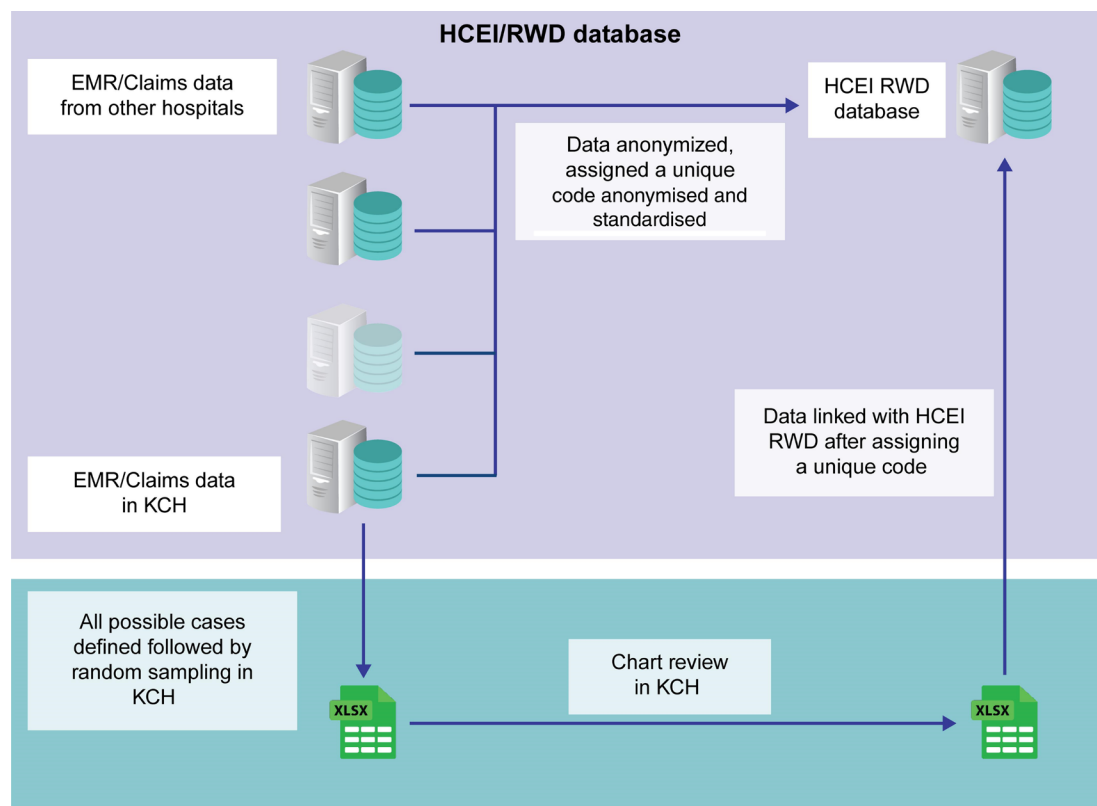 HCEI/RWD database
EMR/Claims data
from other hospitals
HCEI RWD
database
Data anonymized,
assigned a unique
code anonymised and
standardised
Data linked with HCEI
RWD after assigning
a unique code
EMR/Claims data
in KCH
All possible cases
defined followed by
random sampling in
KCH
Chart review
in KCH
XLSX
XLSX